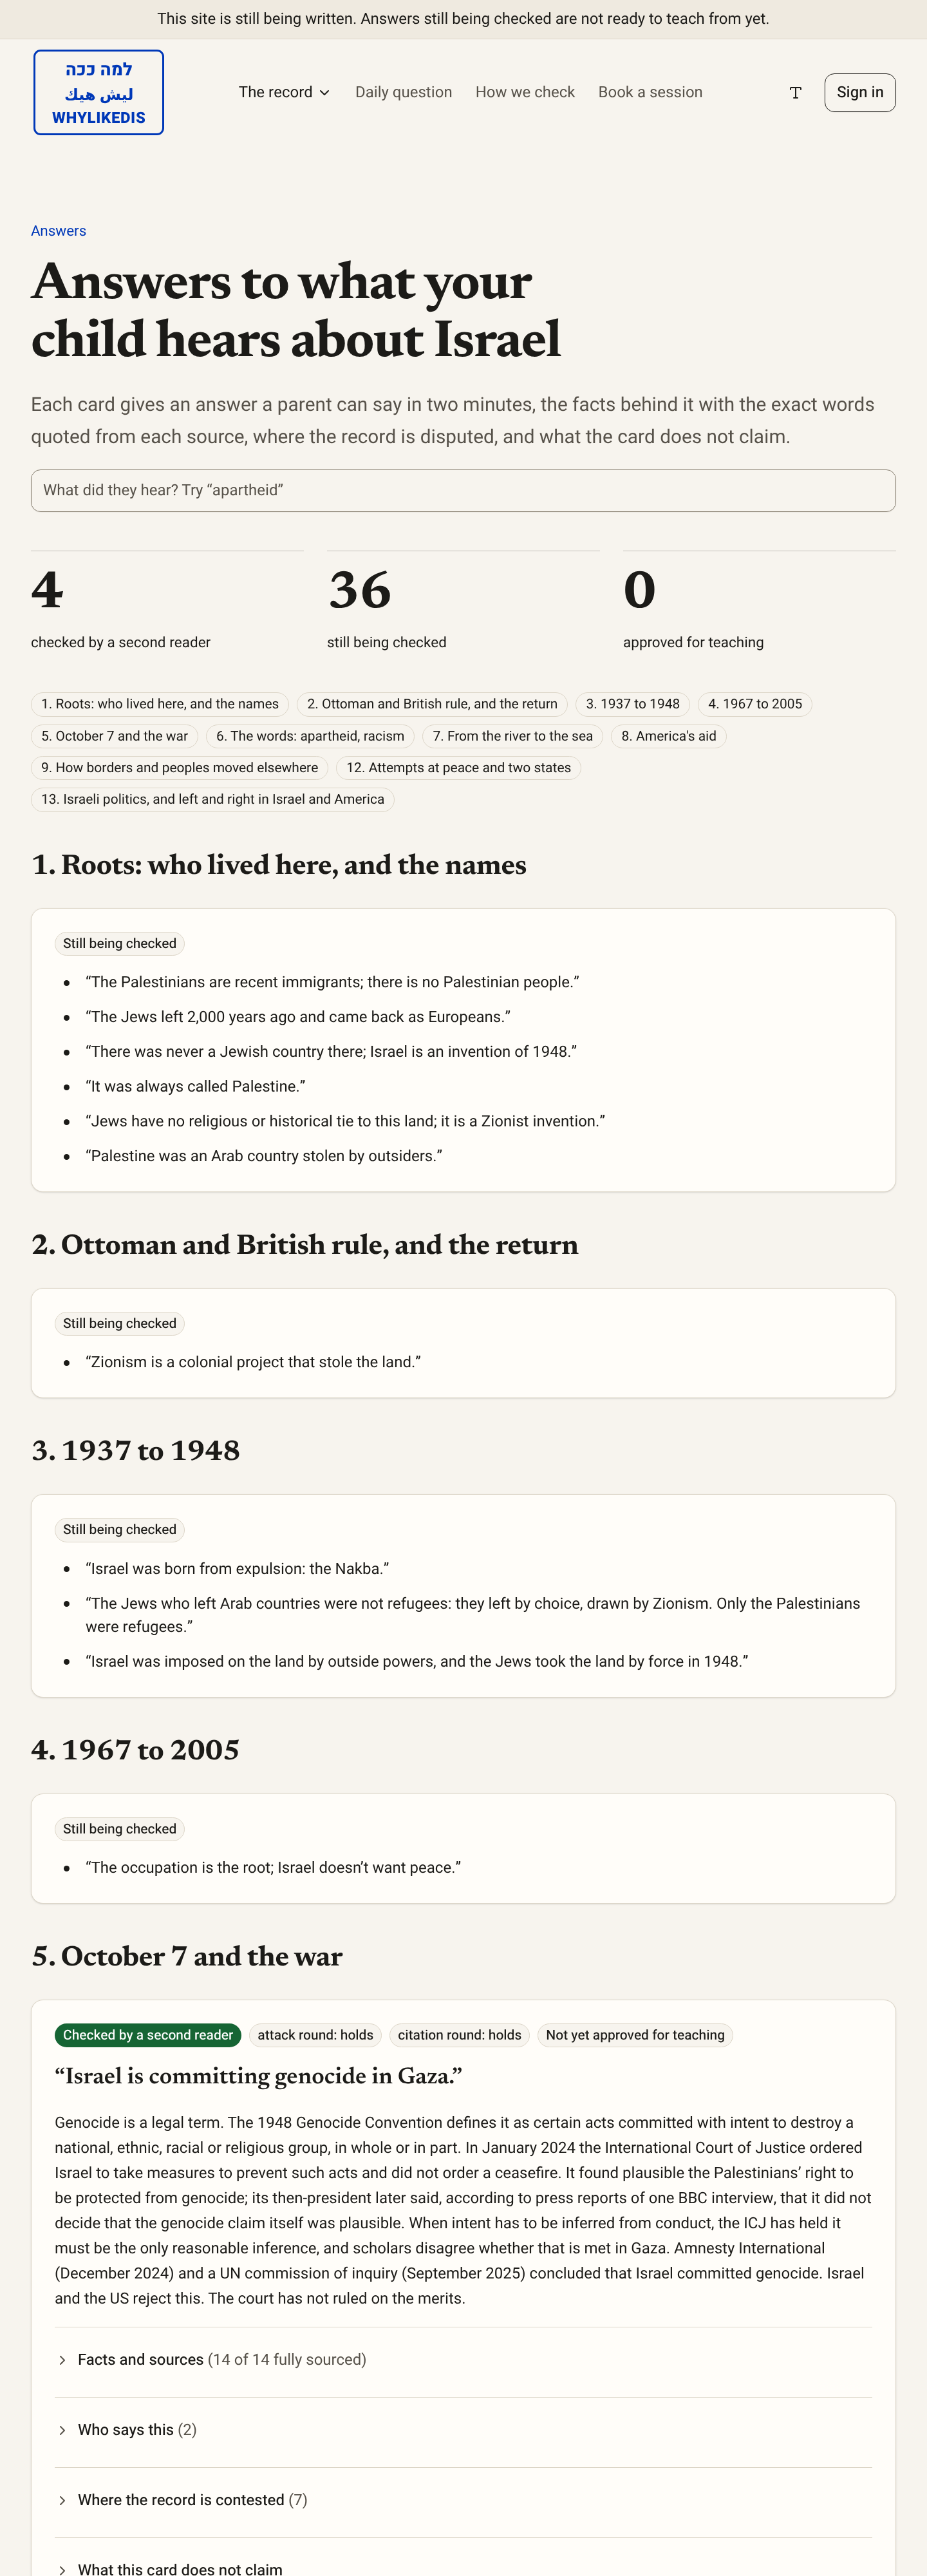 This site is still being written. Answers still being checked are not ready to teach from yet.
למה ככה
ليش هيك
WHYLIKEDIS
The record
Daily question
How we check
Book a session
Sign in
Answers
Answers to what your
child hears about Israel
Each card gives an answer a parent can say in two minutes, the facts behind it with the exact words
quoted from each source, where the record is disputed, and what the card does not claim.
What did they hear? Try “apartheid”
4
checked by a second reader
36
still being checked
0
approved for teaching
1. Roots: who lived here, and the names
2. Ottoman and British rule, and the return
3. 1937 to 1948
4. 1967 to 2005
5. October 7 and the war
6. The words: apartheid, racism
7. From the river to the sea
8. America's aid
9. How borders and peoples moved elsewhere
12. Attempts at peace and two states
13. Israeli politics, and left and right in Israel and America
1. Roots: who lived here, and the names
Still being checked
“The Palestinians are recent immigrants; there is no Palestinian people.”
“The Jews left 2,000 years ago and came back as Europeans.”
“There was never a Jewish country there; Israel is an invention of 1948.”
“It was always called Palestine.”
“Jews have no religious or historical tie to this land; it is a Zionist invention.”
“Palestine was an Arab country stolen by outsiders.”
2. Ottoman and British rule, and the return
Still being checked
“Zionism is a colonial project that stole the land.”
3. 1937 to 1948
Still being checked
“Israel was born from expulsion: the Nakba.”
“The Jews who left Arab countries were not refugees: they left by choice, drawn by Zionism. Only the Palestinians
were refugees.”
“Israel was imposed on the land by outside powers, and the Jews took the land by force in 1948.”
4. 1967 to 2005
Still being checked
“The occupation is the root; Israel doesn’t want peace.”
5. October 7 and the war
Checked by a second reader
attack round: holds
citation round: holds
Not yet approved for teaching
“Israel is committing genocide in Gaza.”
Genocide is a legal term. The 1948 Genocide Convention defines it as certain acts committed with intent to destroy a
national, ethnic, racial or religious group, in whole or in part. In January 2024 the International Court of Justice ordered
Israel to take measures to prevent such acts and did not order a ceasefire. It found plausible the Palestinians’ right to
be protected from genocide; its then-president later said, according to press reports of one BBC interview, that it did not
decide that the genocide claim itself was plausible. When intent has to be inferred from conduct, the ICJ has held it
must be the only reasonable inference, and scholars disagree whether that is met in Gaza. Amnesty International
(December 2024) and a UN commission of inquiry (September 2025) concluded that Israel committed genocide. Israel
and the US reject this. The court has not ruled on the merits.
Facts and sources (14 of 14 fully sourced)
Who says this (2)
Where the record is contested (7)
What this card does not claim